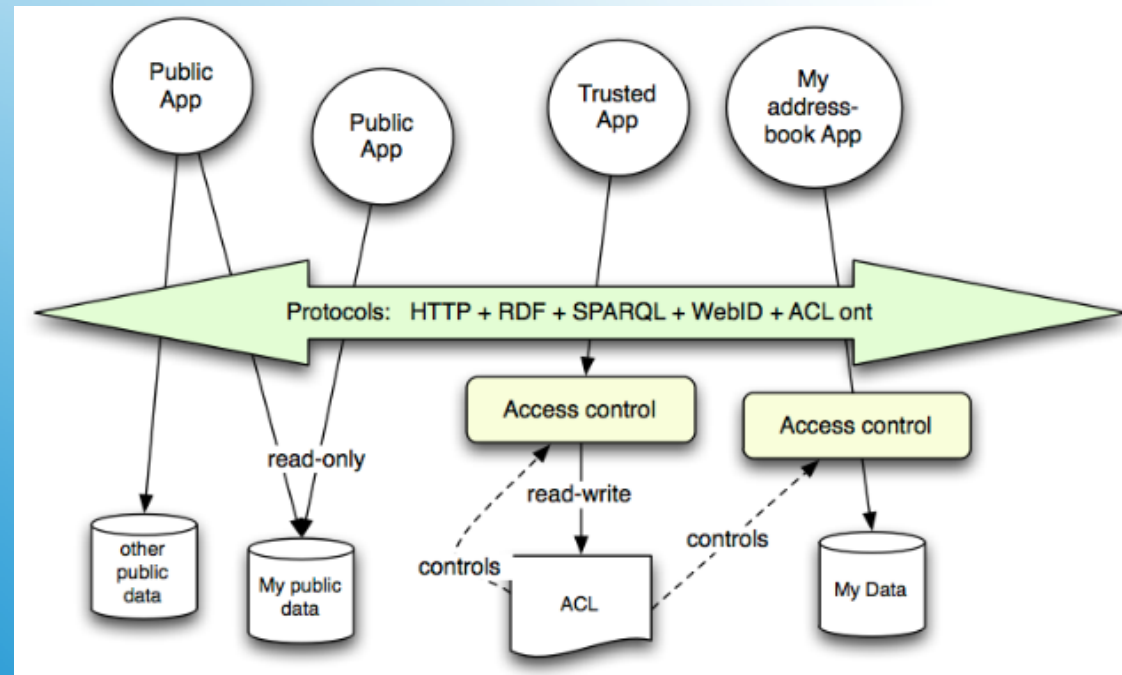 Public
App
Public
App
Trusted
App
My
address-
book App
Protocols: HTTP + RDF + SPARQL + WebID + ACL ont
Access control
Access control
read-only
read-write
controls
controls
other
public
data
My public
data
ACL
My Data